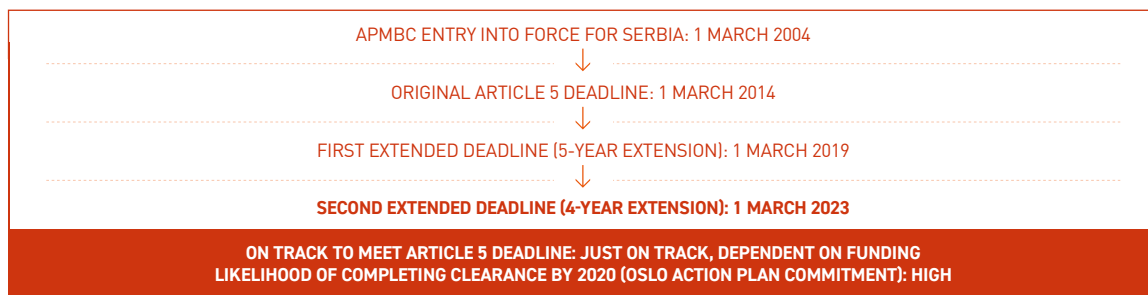 APMBC ENTRY INTO FORCE FOR SERBIA: 1 MARCH 2004
ORIGINAL ARTICLE 5 DEADLINE: 1 MARCH 2014
FIRST EXTENDED DEADLINE (5-YEAR EXTENSION): 1 MARCH 2019
SECOND EXTENDED DEADLINE (4-YEAR EXTENSION): 1 MARCH 2023
ON TRACK TO MEET ARTICLE 5 DEADLINE: JUST ON TRACK, DEPENDENT ON FUNDING
LIKELIHOOD OF COMPLETING CLEARANCE BY 2020 (OSLO ACTION PLAN COMMITMENT): HIGH